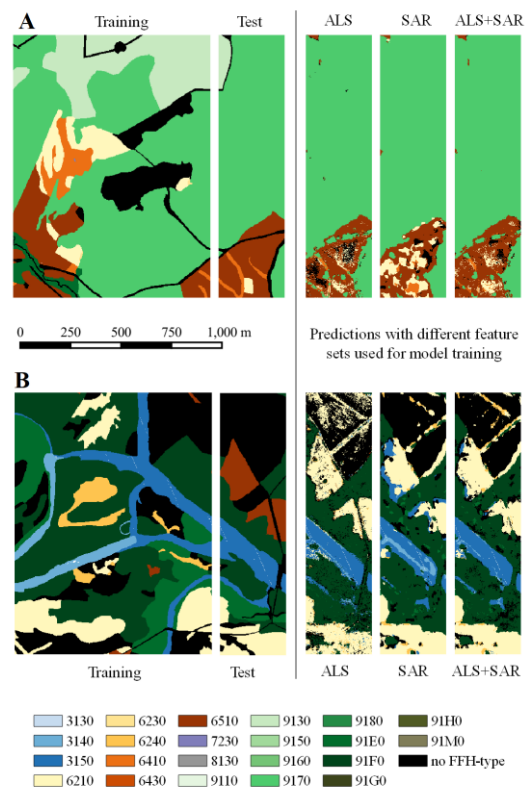 A
Training
Test
ALS
SAR
ALS+SAR
0 250 500 750 1,000 m
Predictions with different feature
sets used for model training
B
Training
Test
ALS
SAR
ALS+SAR
3130 6230 6510 9130 9180 91H0
3140 6240 7230 9150 91E0 91M0
3150 6410 8130 9160 91F0 no FFH-type
6210 6430 9110 9170 91G0